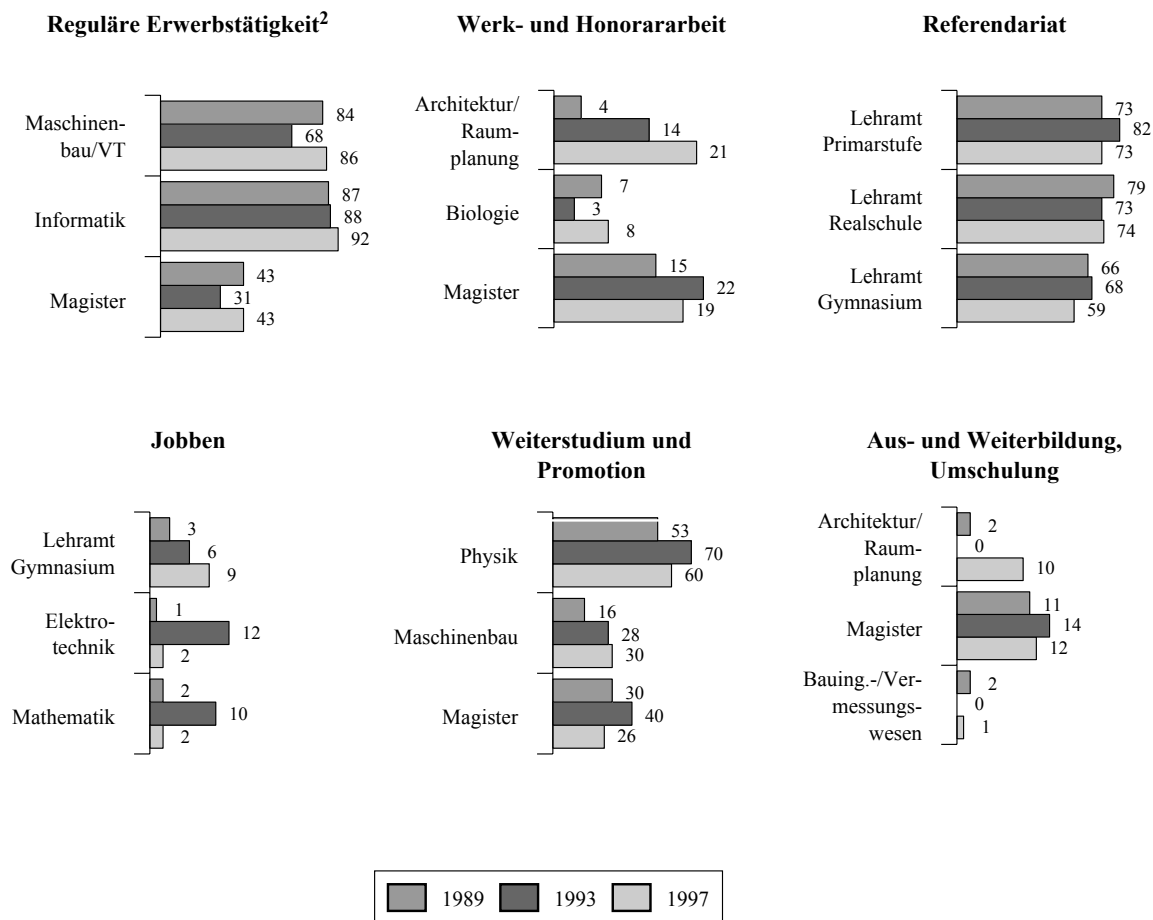 Reguläre Erwerbstätigkeit²
Maschinen-
bau/VT
84
68
86
Informatik
87
88
92
Magister
43
31
43
Werk- und Honorararbeit
Architektur/
Raum-
planung
4
14
21
Biologie
7
3
8
Magister
15
22
19
Referendariat
Lehramt
Primarstufe
73
82
73
Lehramt
Realschule
79
73
74
Lehramt
Gymnasium
66
68
59
Jobben
Lehramt
Gymnasium
3
6
9
Elektro-
technik
1
12
2
Mathematik
2
10
2
Weiterstudium und
Promotion
Physik
53
70
60
Maschinenbau
16
28
30
Magister
30
40
26
Aus- und Weiterbildung,
Umschulung
Architektur/
Raum-
planung
2
0
10
Magister
11
14
12
Bauing.-/Ver-
messungs-
wesen
2
0
1
1989 1993 1997